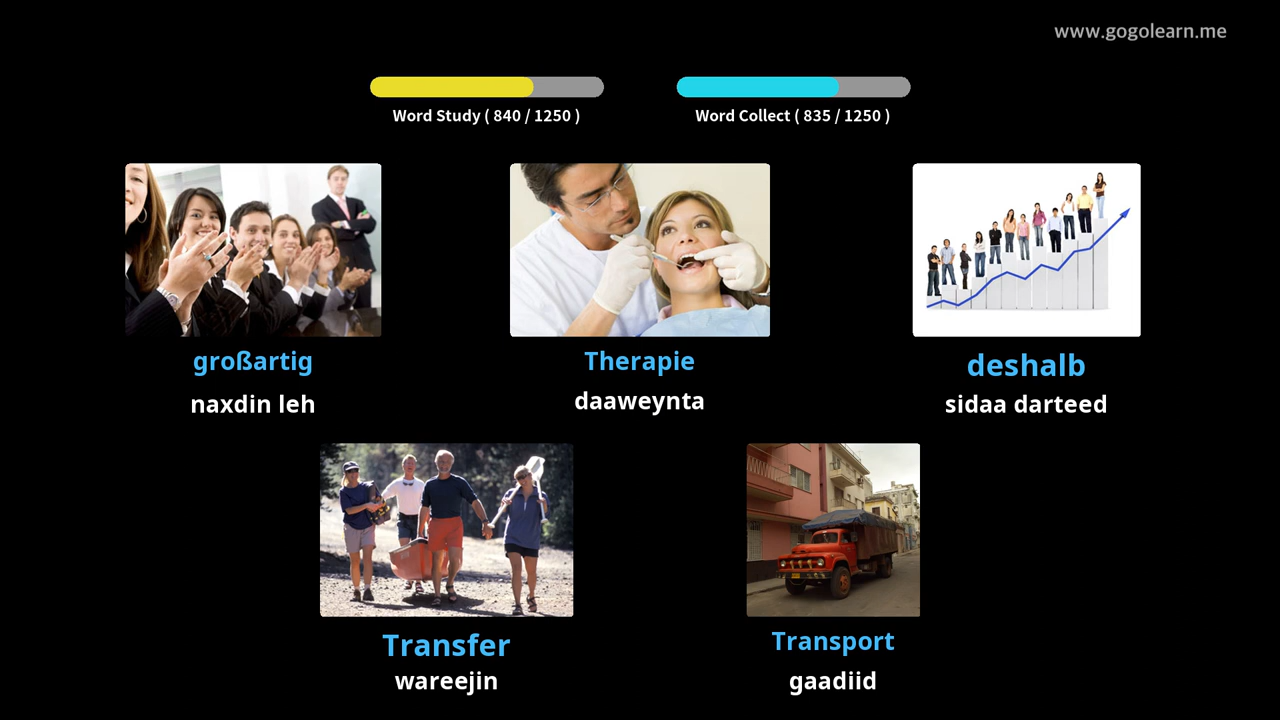 www.gogolearn.me
Word Study ( 840 / 1250 )
Word Collect ( 835 / 1250 )
großartig
naxdin leh
Therapie
daaweynta
deshalb
sidaa darteed
Transfer
wareejin
Transport
gaadiid